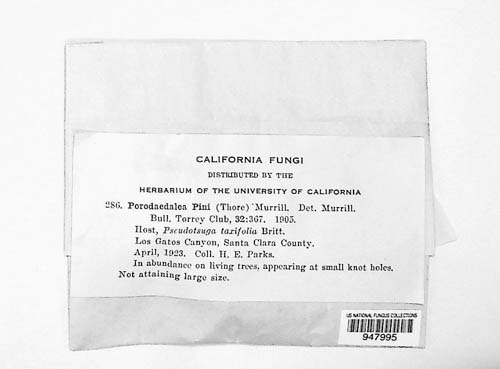 CALIFORNIA FUNGI
DISTRIBUTED BY THE
HERBARIUM OF THE UNIVERSITY OF CALIFORNIA
286. Porodaedalea Pini (Thore) Murrill. Det. Murrill.
Bull. Torrey Club, 32:367. 1905.
Host, Pseudotsuga taxifolia Britt.
Los Gatos Canyon, Santa Clara County.
April, 1923. Coll. H. E. Parks.
In abundance on living trees, appearing at small knot holes.
Not attaining large size.
US NATIONAL FUNGUS COLLECTIONS
947995